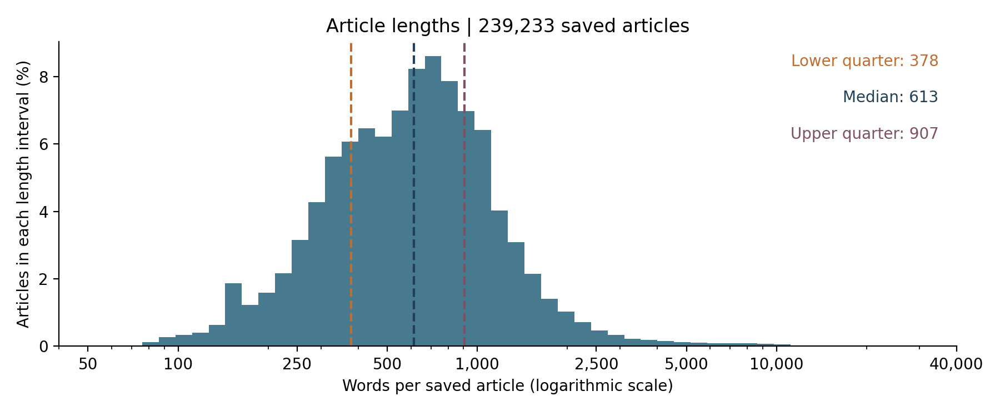 Article lengths | 239,233 saved articles
Lower quarter: 378
Median: 613
Upper quarter: 907
Articles in each length interval (%)
8
6
4
2
0
50 100 250 500 1,000 2,500 5,000 10,000 40,000
Words per saved article (logarithmic scale)